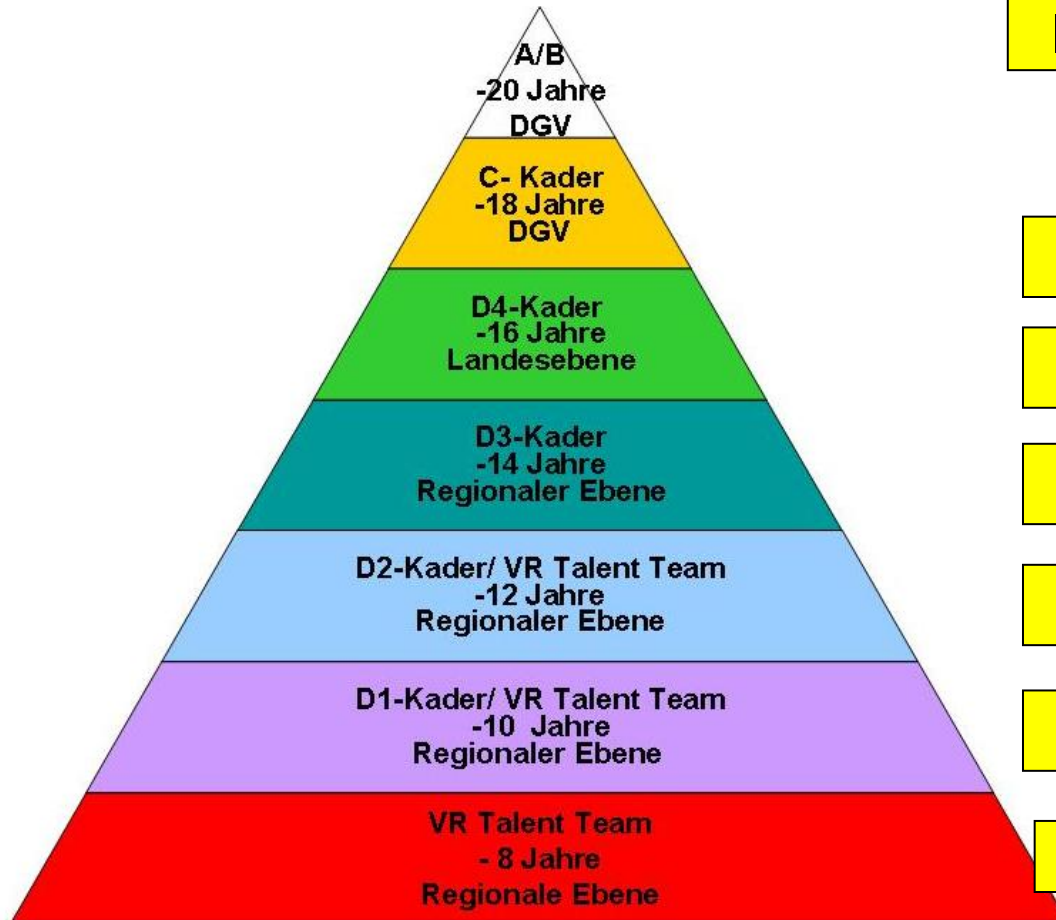 A/B
-20 Jahre
DGV
C- Kader
-18 Jahre
DGV
D4-Kader
-16 Jahre
Landesebene
D3-Kader
-14 Jahre
Regionaler Ebene
D2-Kader/ VR Talent Team
-12 Jahre
Regionaler Ebene
D1-Kader/ VR Talent Team
-10  Jahre
Regionaler Ebene
VR Talent Team
- 8 Jahre
Regionale Ebene